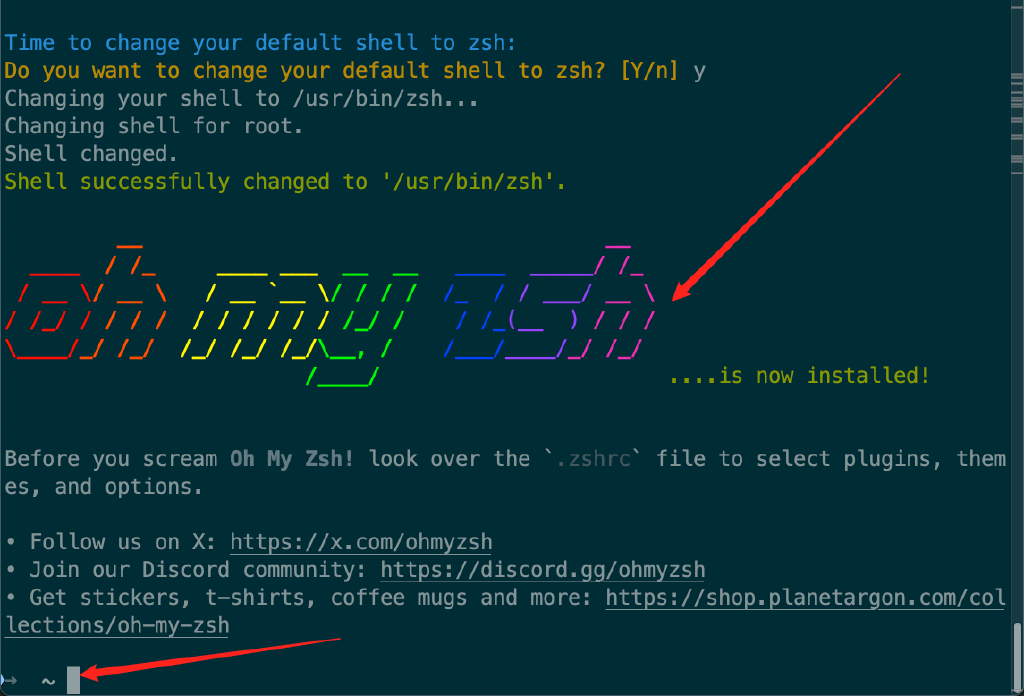 Time to change your default shell to zsh:
Do you want to change your default shell to zsh? [Y/n] y
Changing your shell to /usr/bin/zsh...
Changing shell for root.
Shell changed.
Shell successfully changed to '/usr/bin/zsh'.
oh my zsh
....is now installed!
Before you scream Oh My Zsh! look over the `.zshrc` file to select plugins, them
es, and options.
• Follow us on X: https://x.com/ohmyzsh
• Join our Discord community: https://discord.gg/ohmyzsh
• Get stickers, t-shirts, coffee mugs and more: https://shop.planetargon.com/col
lections/oh-my-zsh
→ ~